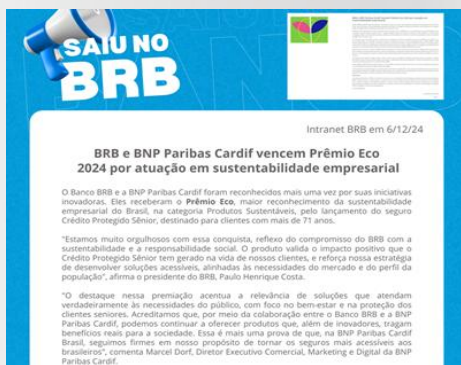 SAIU NO
BRB
Intranet BRB em 6/12/24
BRB e BNP Paribas Cardif vencem Prêmio Eco
2024 por atuação em sustentabilidade empresarial
O Banco BRB e a BNP Paribas Cardif foram reconhecidos mais uma vez por suas iniciativas
inovadoras. Eles receberam o Prêmio Eco, maior reconhecimento da sustentabilidade
empresarial do Brasil, na categoria Produtos Sustentáveis, pelo lançamento do seguro
Crédito Protegido Sênior, destinado para clientes com mais de 71 anos.
"Estamos muito orgulhosos com essa conquista, reflexo do compromisso do BRB com a
sustentabilidade e a responsabilidade social. O produto valida o impacto positivo que o
Crédito Protegido Sênior tem gerado na vida de nossos clientes, e reforça nossa estratégia
de desenvolver soluções acessíveis, alinhadas às necessidades do mercado e do perfil da
população", afirma o presidente do BRB, Paulo Henrique Costa.
"O destaque nessa premiação acentua a relevância de soluções que atendam
verdadeiramente às necessidades do público, com foco no bem-estar e na proteção dos
clientes seniores. Acreditamos que, por meio da colaboração entre o Banco BRB e a BNP
Paribas Cardif, podemos continuar a oferecer produtos que, além de inovadores, tragam
benefícios reais para a sociedade. Essa é mais uma prova de que, na BNP Paribas Cardif
Brasil, seguimos firmes em nosso propósito de tornar os seguros mais acessíveis aos
brasileiros", comenta Marcel Dorf, Diretor Executivo Comercial, Marketing e Digital da BNP
Paribas Cardif.